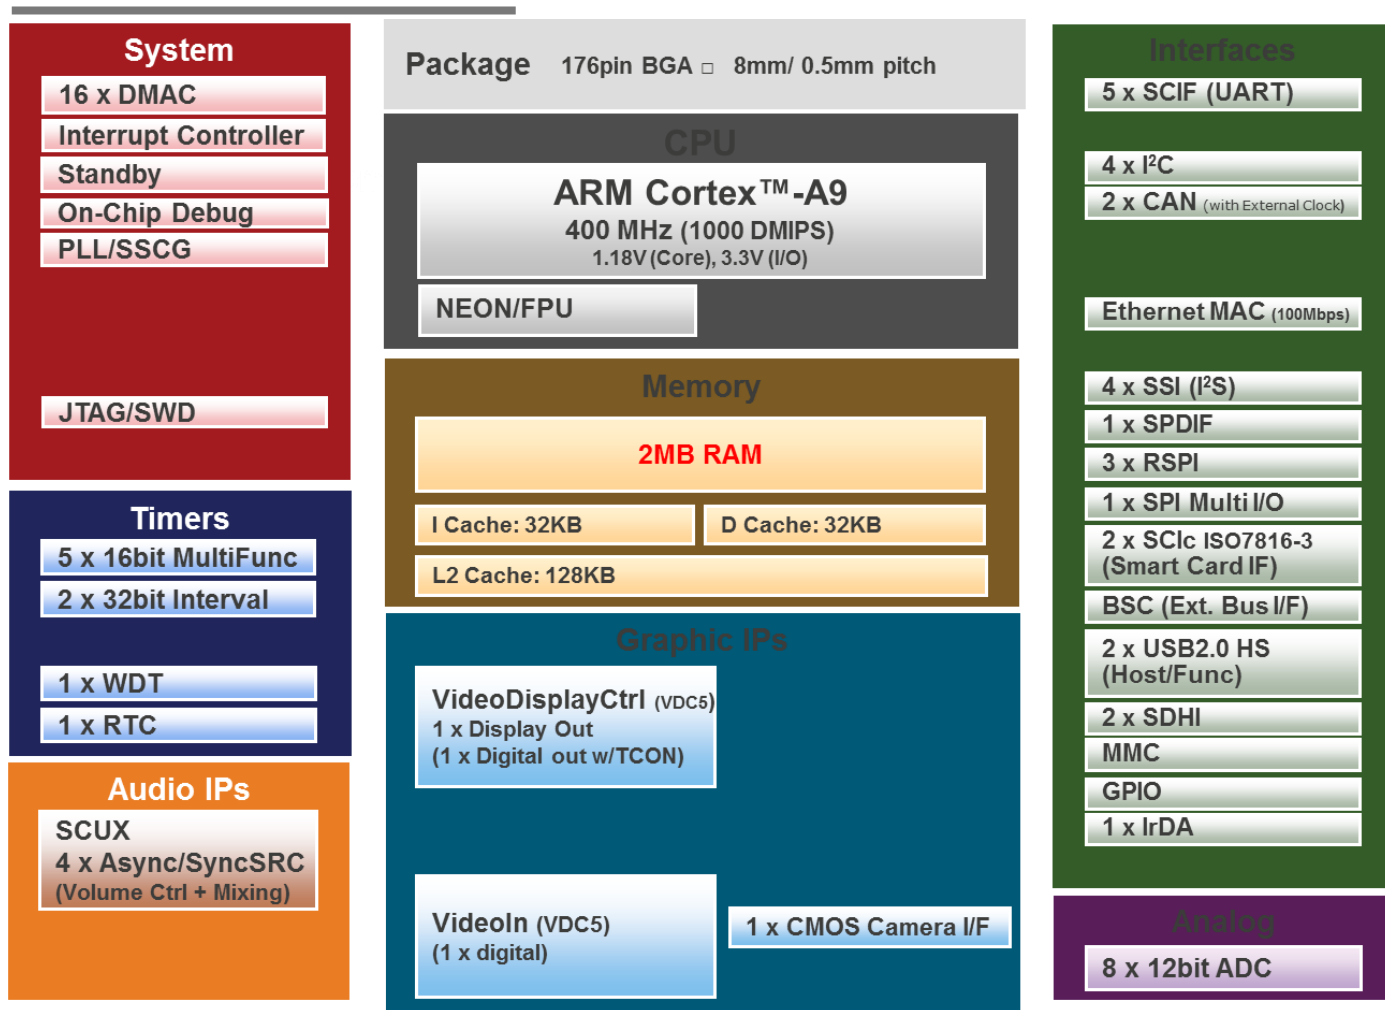 System
16 x DMAC
Interrupt Controller
Standby
On-Chip Debug
PLL/SSCG
JTAG/SWD
Timers
5 x 16bit MultiFunc
2 x 32bit Interval
1 x WDT
1 x RTC
Audio IPs
SCUX
4 x Async/SyncSRC
(Volume Ctrl + Mixing)
Package 176pin BGA □ 8mm/ 0.5mm pitch
CPU
ARM Cortex™-A9
400 MHz (1000 DMIPS)
1.18V (Core), 3.3V (I/O)
NEON/FPU
Memory
2MB RAM
I Cache: 32KB
D Cache: 32KB
L2 Cache: 128KB
Graphic IPs
VideoDisplayCtrl (VDC5)
1 x Display Out
(1 x Digital out w/TCON)
VideoIn (VDC5)
(1 x digital)
1 x CMOS Camera I/F
Interfaces
5 x SCIF (UART)
4 x I²C
2 x CAN (with External Clock)
Ethernet MAC (100Mbps)
4 x SSI (I²S)
1 x SPDIF
3 x RSPI
1 x SPI Multi I/O
2 x SCIc ISO7816-3
(Smart Card IF)
BSC (Ext. Bus I/F)
2 x USB2.0 HS
(Host/Func)
2 x SDHI
MMC
GPIO
1 x IrDA
Analog
8 x 12bit ADC